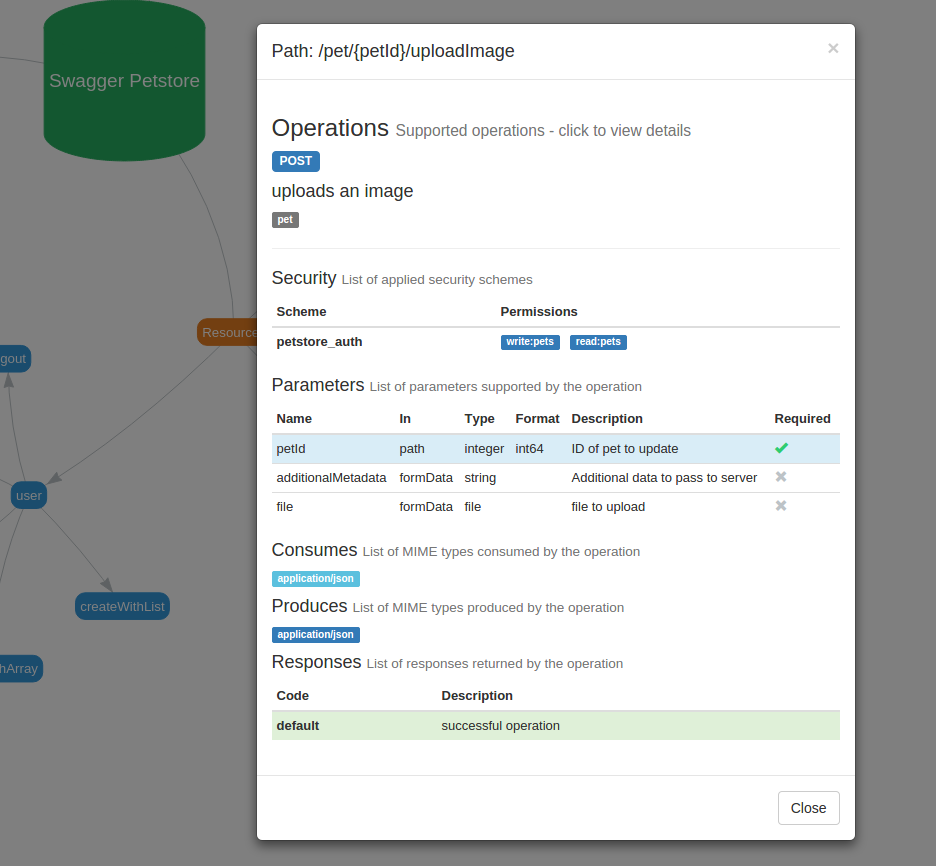 Swagger Petstore
Resource
gout
user
createWithList
hArray
Path: /pet/{petId}/uploadImage ×
Operations Supported operations - click to view details
POST
uploads an image
pet
Security List of applied security schemes
Scheme Permissions
petstore_auth write:pets read:pets
Parameters List of parameters supported by the operation
Name In Type Format Description Required
petId path integer int64 ID of pet to update
additionalMetadata formData string Additional data to pass to server
file formData file file to upload
Consumes List of MIME types consumed by the operation
application/json
Produces List of MIME types produced by the operation
application/json
Responses List of responses returned by the operation
Code Description
default successful operation
Close